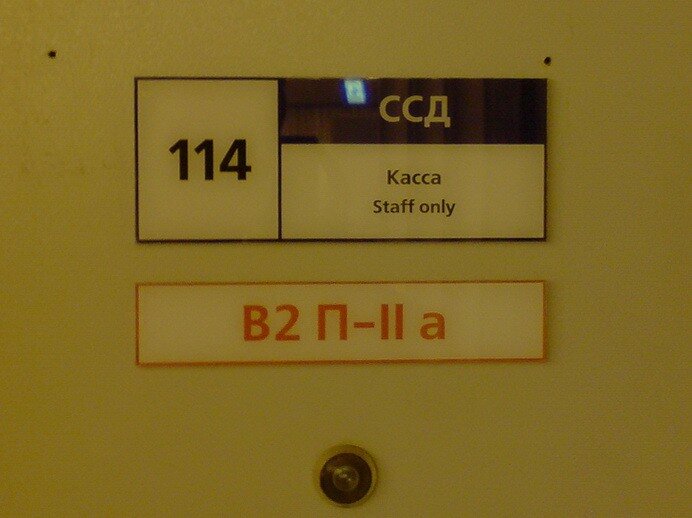 114
ССД
Касса
Staff only
В2 П–II а